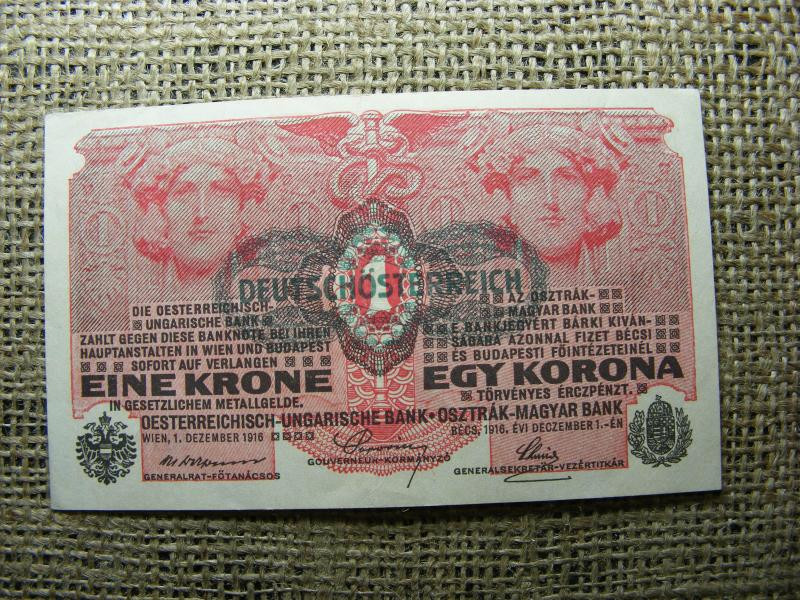 1
1
DEUTSCHÖSTERREICH
DIE OESTERREICHISCH-
UNGARISCHE BANK
ZAHLT GEGEN DIESE BANKNOTE BEI IHREN
HAUPTANSTALTEN IN WIEN UND BUDAPEST
SOFORT AUF VERLANGEN
EINE KRONE
IN GESETZLICHEM METALLGELDE.
AZ OSZTRÁK-
MAGYAR BANK
E BANKJEGYÉRT BÁRKI KIVÁN-
SÁGÁRA AZONNAL FIZET BÉCSI
ÉS BUDAPESTI FŐINTÉZETEINÉL
EGY KORONA
TÖRVÉNYES ÉRCZPÉNZT.
OESTERREICHISCH-UNGARISCHE BANK • OSZTRÁK-MAGYAR BANK
WIEN, 1. DEZEMBER 1916
BÉCS, 1916. ÉVI DECZEMBER 1.-ÉN
GENERALRAT-FŐTANÁCSOS
GOUVERNEUR-KORMÁNYZÓ
GENERALSEKRETÄR-VEZÉRTITKÁR